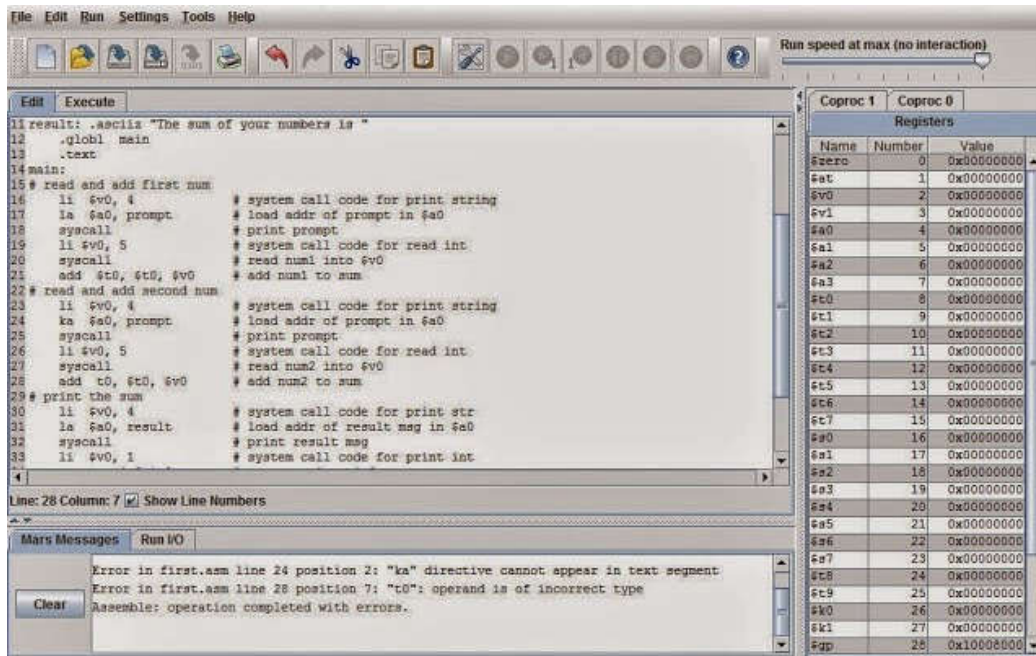 File Edit Run Settings Tools Help
Run speed at max (no interaction)
Edit Execute
11 result: .asciiz "The sum of your numbers is "
12 .globl main
13 .text
14 main:
15 # read and add first num
16 li $v0, 4 # system call code for print string
17 la $a0, prompt # load addr of prompt in $a0
18 syscall # print prompt
19 li $v0, 5 # system call code for read int
20 syscall # read num1 into $v0
21 add $t0, $t0, $v0 # add num1 to sum
22 # read and add second num
23 li $v0, 4 # system call code for print string
24 ka $a0, prompt # load addr of prompt in $a0
25 syscall # print prompt
26 li $v0, 5 # system call code for read int
27 syscall # read num2 into $v0
28 add t0, $t0, $v0 # add num2 to sum
29 # print the sum
30 li $v0, 4 # system call code for print str
31 la $a0, result # load addr of result msg in $a0
32 syscall # print result msg
33 li $v0, 1 # system call code for print int
Line: 28 Column: 7 Show Line Numbers
Mars Messages Run I/O
Error in first.asm line 24 position 2: "ka" directive cannot appear in text segment
Error in first.asm line 28 position 7: "t0": operand is of incorrect type
Assemble: operation completed with errors.
Clear
Coproc 1 Coproc 0
Registers
Name Number Value
$zero 0 0x00000000
$at 1 0x00000000
$v0 2 0x00000000
$v1 3 0x00000000
$a0 4 0x00000000
$a1 5 0x00000000
$a2 6 0x00000000
$a3 7 0x00000000
$t0 8 0x00000000
$t1 9 0x00000000
$t2 10 0x00000000
$t3 11 0x00000000
$t4 12 0x00000000
$t5 13 0x00000000
$t6 14 0x00000000
$t7 15 0x00000000
$s0 16 0x00000000
$s1 17 0x00000000
$s2 18 0x00000000
$s3 19 0x00000000
$s4 20 0x00000000
$s5 21 0x00000000
$s6 22 0x00000000
$s7 23 0x00000000
$t8 24 0x00000000
$t9 25 0x00000000
$k0 26 0x00000000
$k1 27 0x00000000
$gp 28 0x10008000